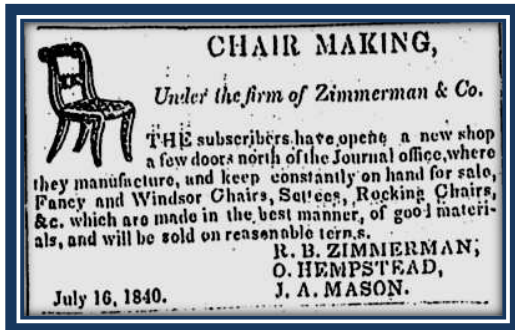 CHAIR MAKING,
Under the firm of Zimmerman & Co.
THE subscribers have opene a new shop
a few doors north of the Journal office, where
they manufacture, and keep constantly on hand for sale,
Fancy and Windsor Chairs, Settees, Rocking Chairs,
&c. which are made in the best manner, of good materi-
als, and will be sold on reasonable terms.
R. B. ZIMMERMAN,
O. HEMPSTEAD,
J. A. MASON.
July 16, 1840.